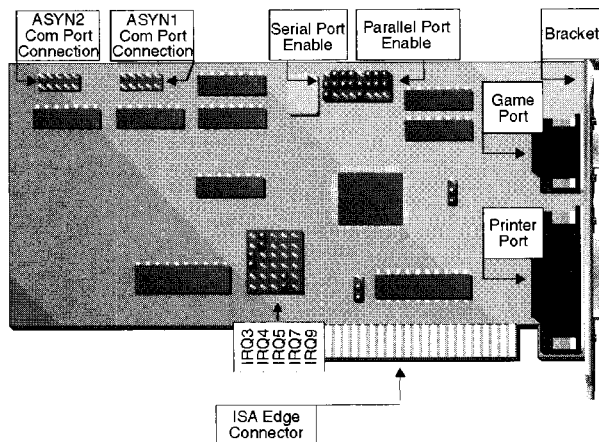 ASYN2
Com Port
Connection
ASYN1
Com Port
Connection
Serial Port
Enable
Parallel Port
Enable
Bracket
Game
Port
Printer
Port
IRQ3
IRQ4
IRQ5
IRQ7
IRQ9
ISA Edge
Connector